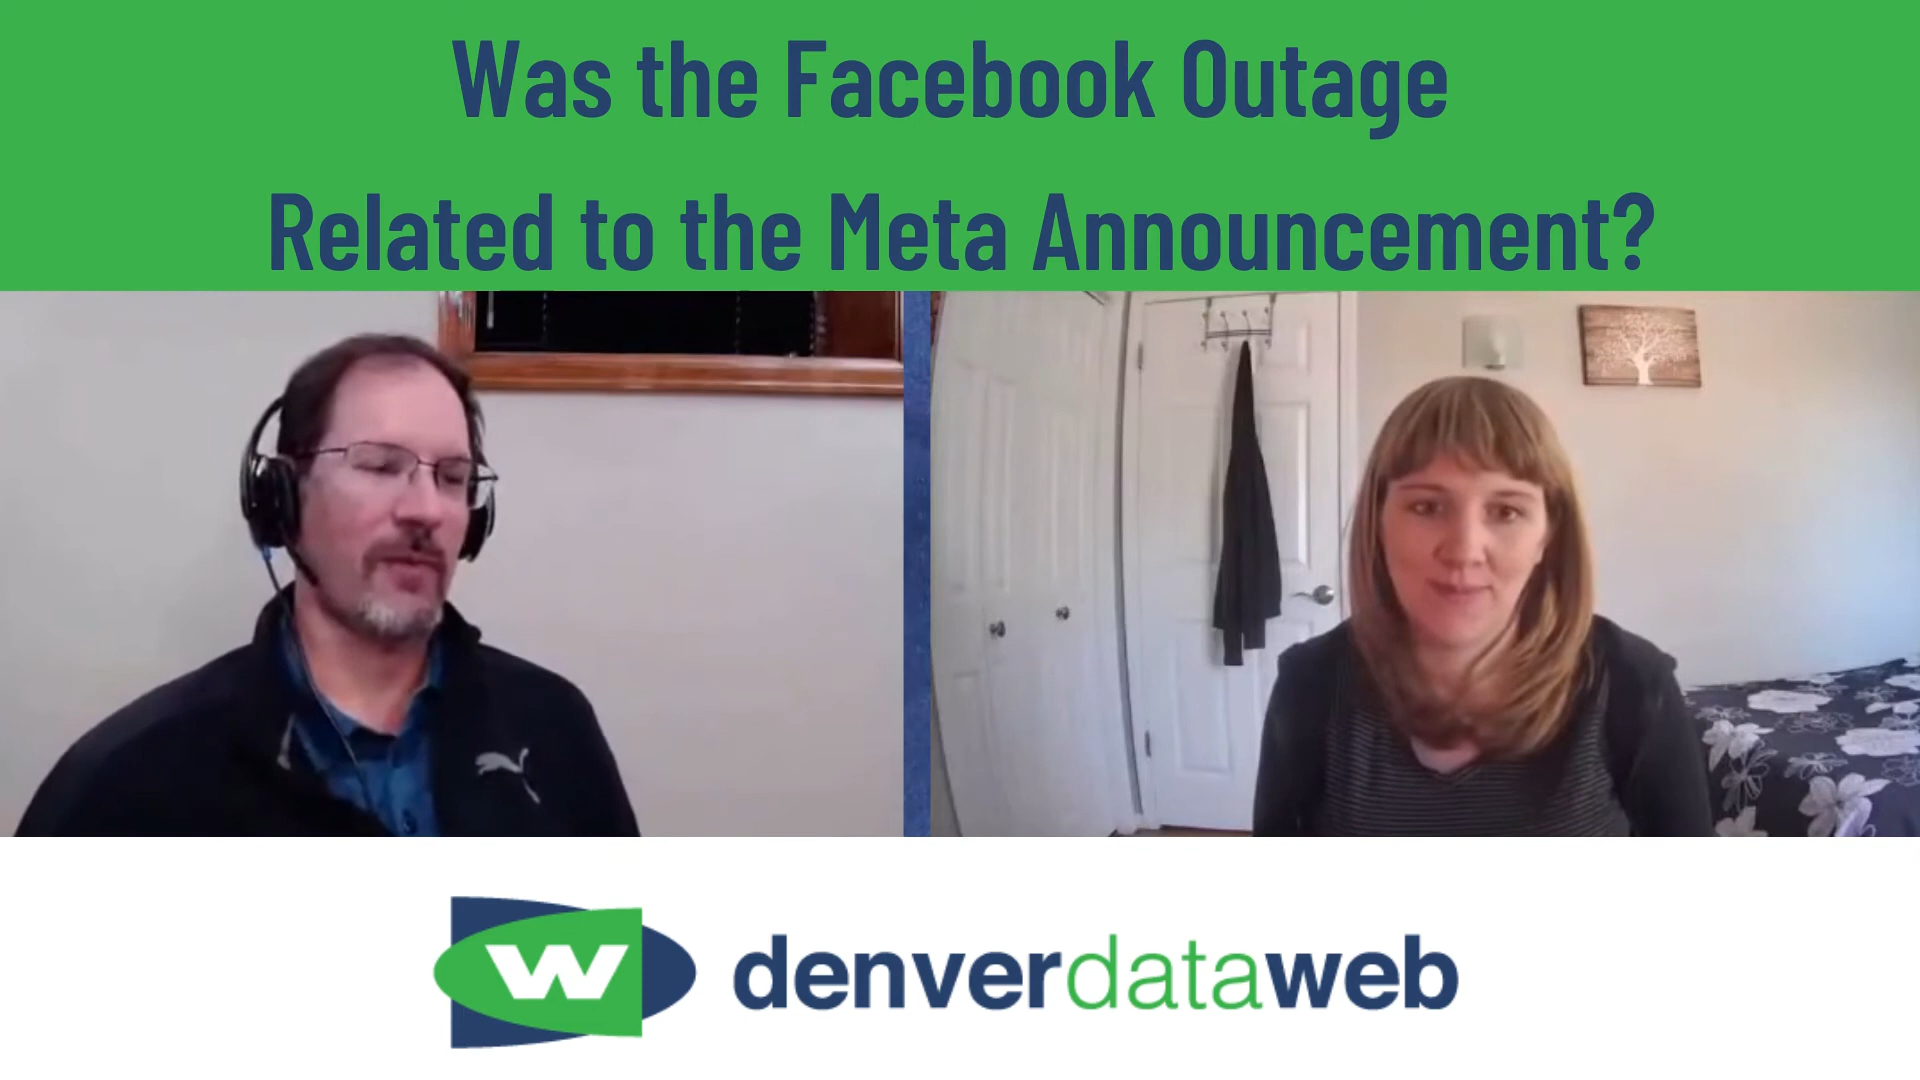 Was the Facebook Outage
Related to the Meta Announcement?
W denverdataweb